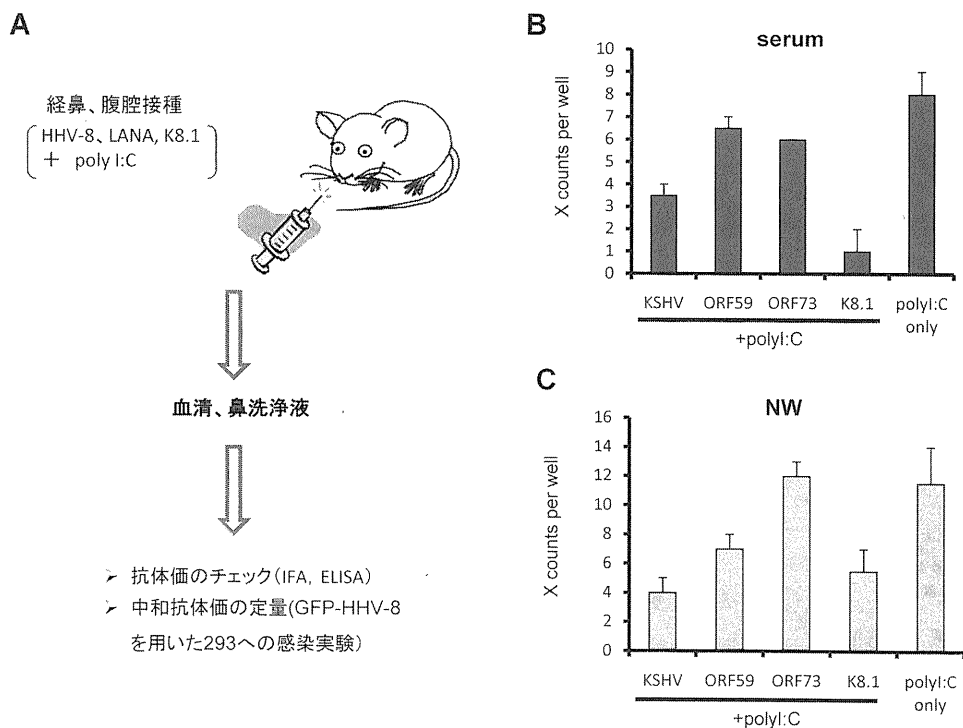 A
経鼻、腹腔接種
HHV-8、LANA, K8.1
＋ poly I:C
血清、鼻洗浄液
➢ 抗体価のチェック（IFA, ELISA）
➢ 中和抗体価の定量(GFP-HHV-8
を用いた293への感染実験）
B
serum
X counts per well
10
9
8
7
6
5
4
3
2
1
0
KSHV ORF59 ORF73 K8.1 polyI:C
only
+polyI:C
C
NW
X counts per well
16
14
12
10
8
6
4
2
0
KSHV ORF59 ORF73 K8.1 polyI:C
only
+polyI:C